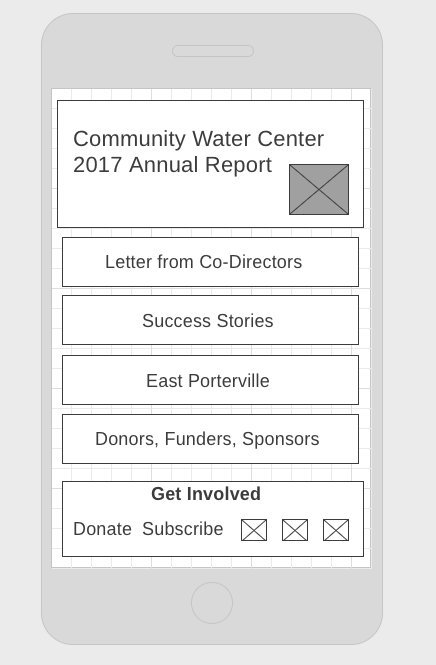 Community Water Center
2017 Annual Report
Letter from Co-Directors
Success Stories
East Porterville
Donors, Funders, Sponsors
Get Involved
Donate Subscribe